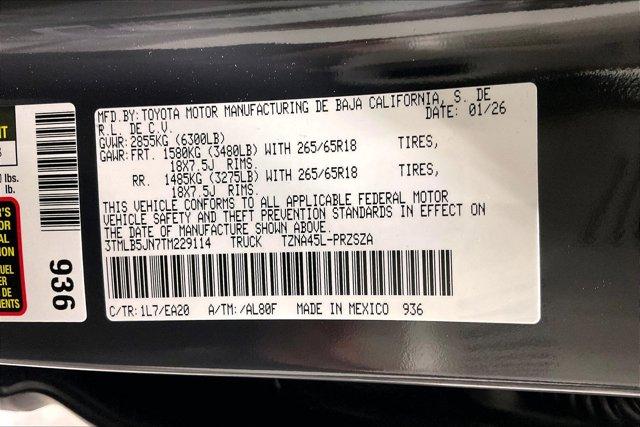 MFD.BY:TOYOTA MOTOR MANUFACTURING DE BAJA CALIFORNIA, S. DE
R.L. DE C.V. DATE: 01/26
GVWR: 2855KG (6300LB)
GAWR:FRT. 1580KG (3480LB) WITH 265/65R18 TIRES,
18X7.5J RIMS.
RR. 1485KG (3275LB) WITH 265/65R18 TIRES,
18X7.5J RIMS.
THIS VEHICLE CONFORMS TO ALL APPLICABLE FEDERAL MOTOR
VEHICLE SAFETY AND THEFT PREVENTION STANDARDS IN EFFECT ON
THE DATE OF MANUFACTURE SHOWN ABOVE.
3TMLB5JN7TM229114 TRUCK TZNA45L-PRZSZA
C/TR: 1L7/EA20 A/TM: /AL80F MADE IN MEXICO 936
lbs.
lb.
936